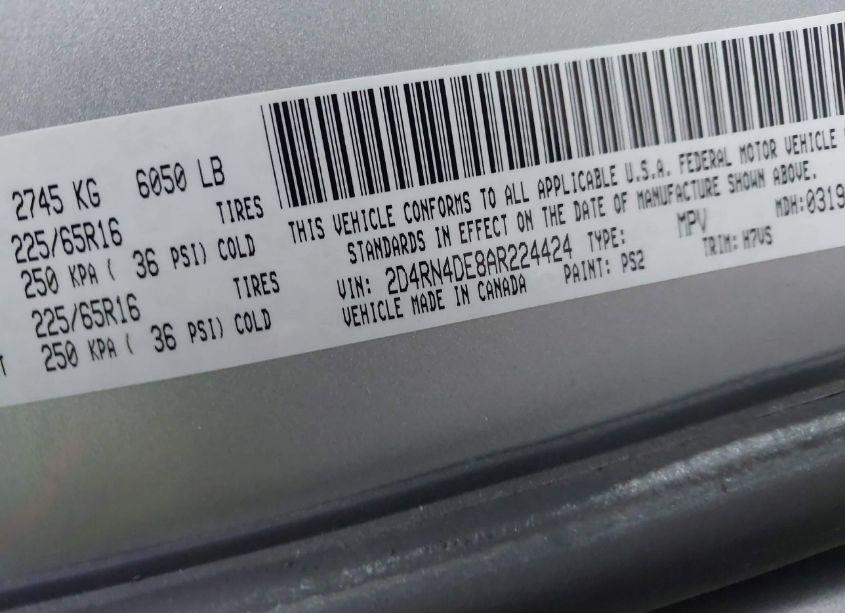 2745 KG 6050 LB
225/65R16 TIRES
250 KPA ( 36 PSI) COLD
225/65R16 TIRES
250 KPA ( 36 PSI) COLD
THIS VEHICLE CONFORMS TO ALL APPLICABLE U.S.A. FEDERAL MOTOR VEHICLE
STANDARDS IN EFFECT ON THE DATE OF MANUFACTURE SHOWN ABOVE.
VIN: 2D4RN4DE8AR224424 TYPE: MPV MDH:0319
VEHICLE MADE IN CANADA PAINT: PS2 TRIM: H7VS